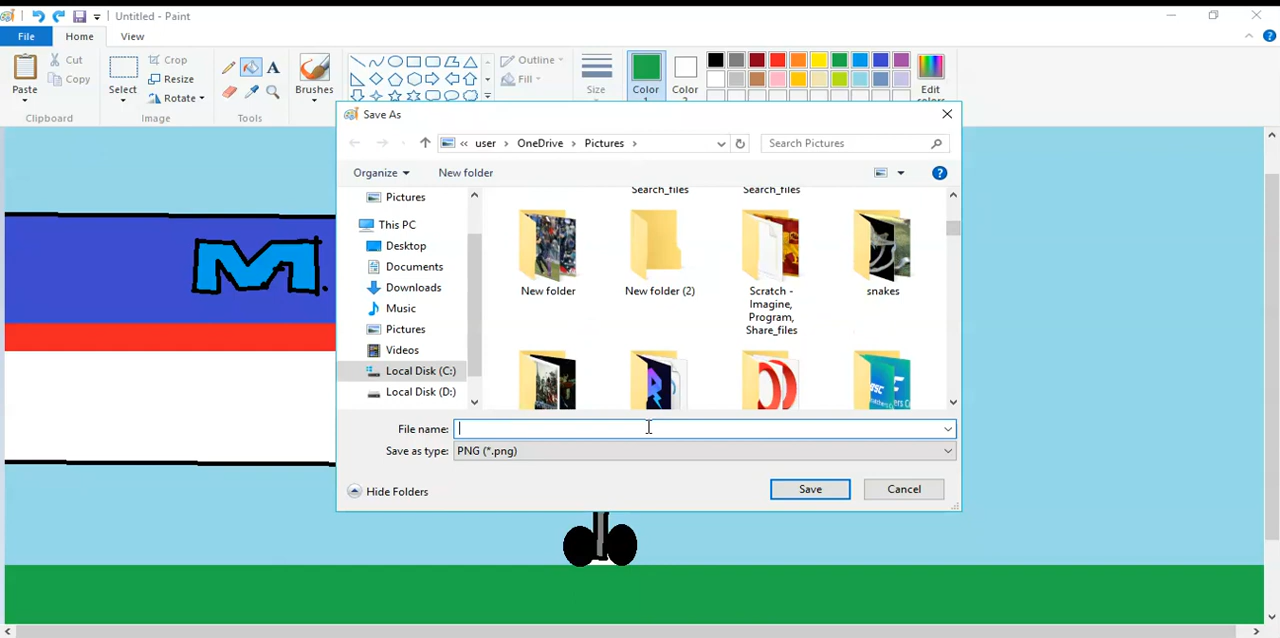 Untitled - Paint
File Home View
Paste
Cut
Copy
Clipboard
Select
Crop
Resize
Rotate
Image
A
Tools
Brushes
Outline
Fill
Size
Color
1
Color
2
Edit
colors
M.
Save As
user > OneDrive > Pictures >
Search Pictures
Organize
New folder
Pictures
This PC
Desktop
Documents
Downloads
Music
Pictures
Videos
Local Disk (C:)
Local Disk (D:)
Search_files
Search_files
New folder
New folder (2)
Scratch -
Imagine,
Program,
Share_files
snakes
File name:
Save as type: PNG (*.png)
Hide Folders
Save
Cancel